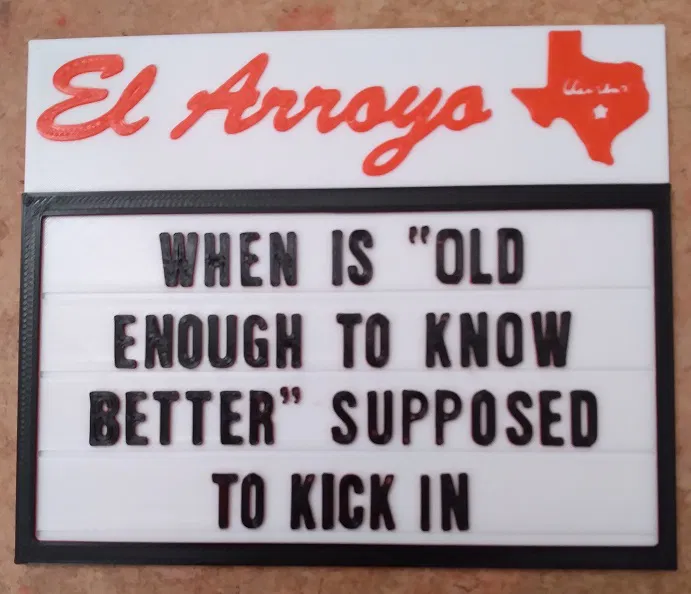 El Arroyo
WHEN IS "OLD
ENOUGH TO KNOW
BETTER" SUPPOSED
TO KICK IN